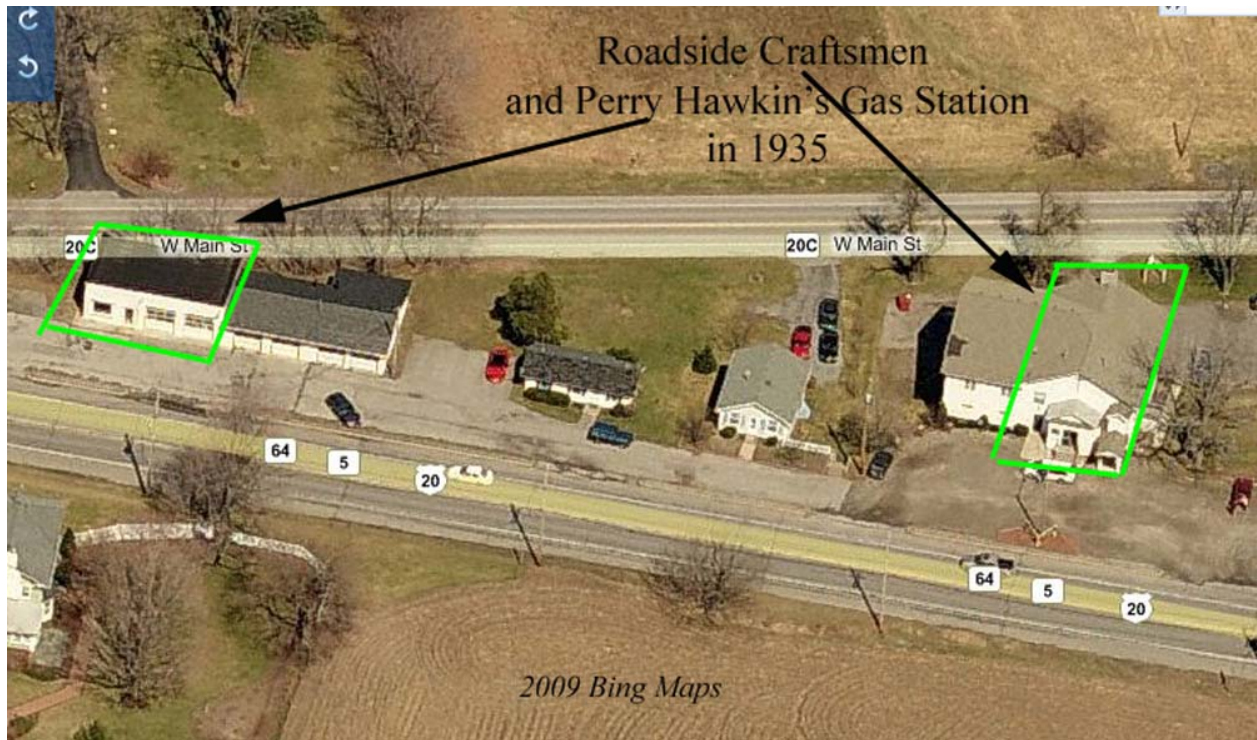 Roadside Craftsmen
and Perry Hawkin's Gas Station
in 1935
20C W Main St
20C W Main St
64
5
20
64
5
20
2009 Bing Maps